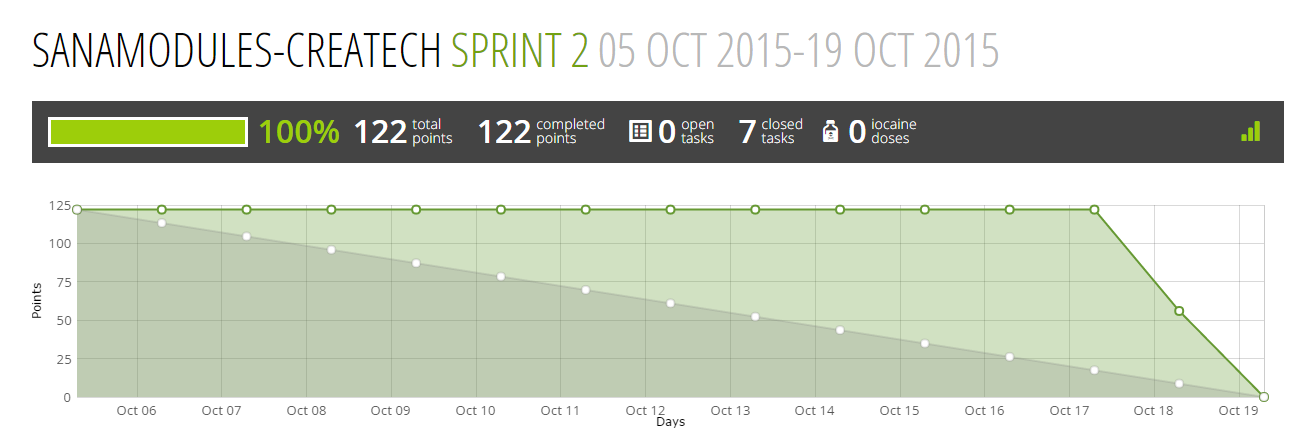 SANAMODULES-CREATECH SPRINT 2 05 OCT 2015-19 OCT 2015
100% 122 total points 122 completed points 0 open tasks 7 closed tasks 0 iocaine doses
125
100
75
50
25
0
Points
Oct 06 Oct 07 Oct 08 Oct 09 Oct 10 Oct 11 Oct 12 Oct 13 Oct 14 Oct 15 Oct 16 Oct 17 Oct 18 Oct 19
Days